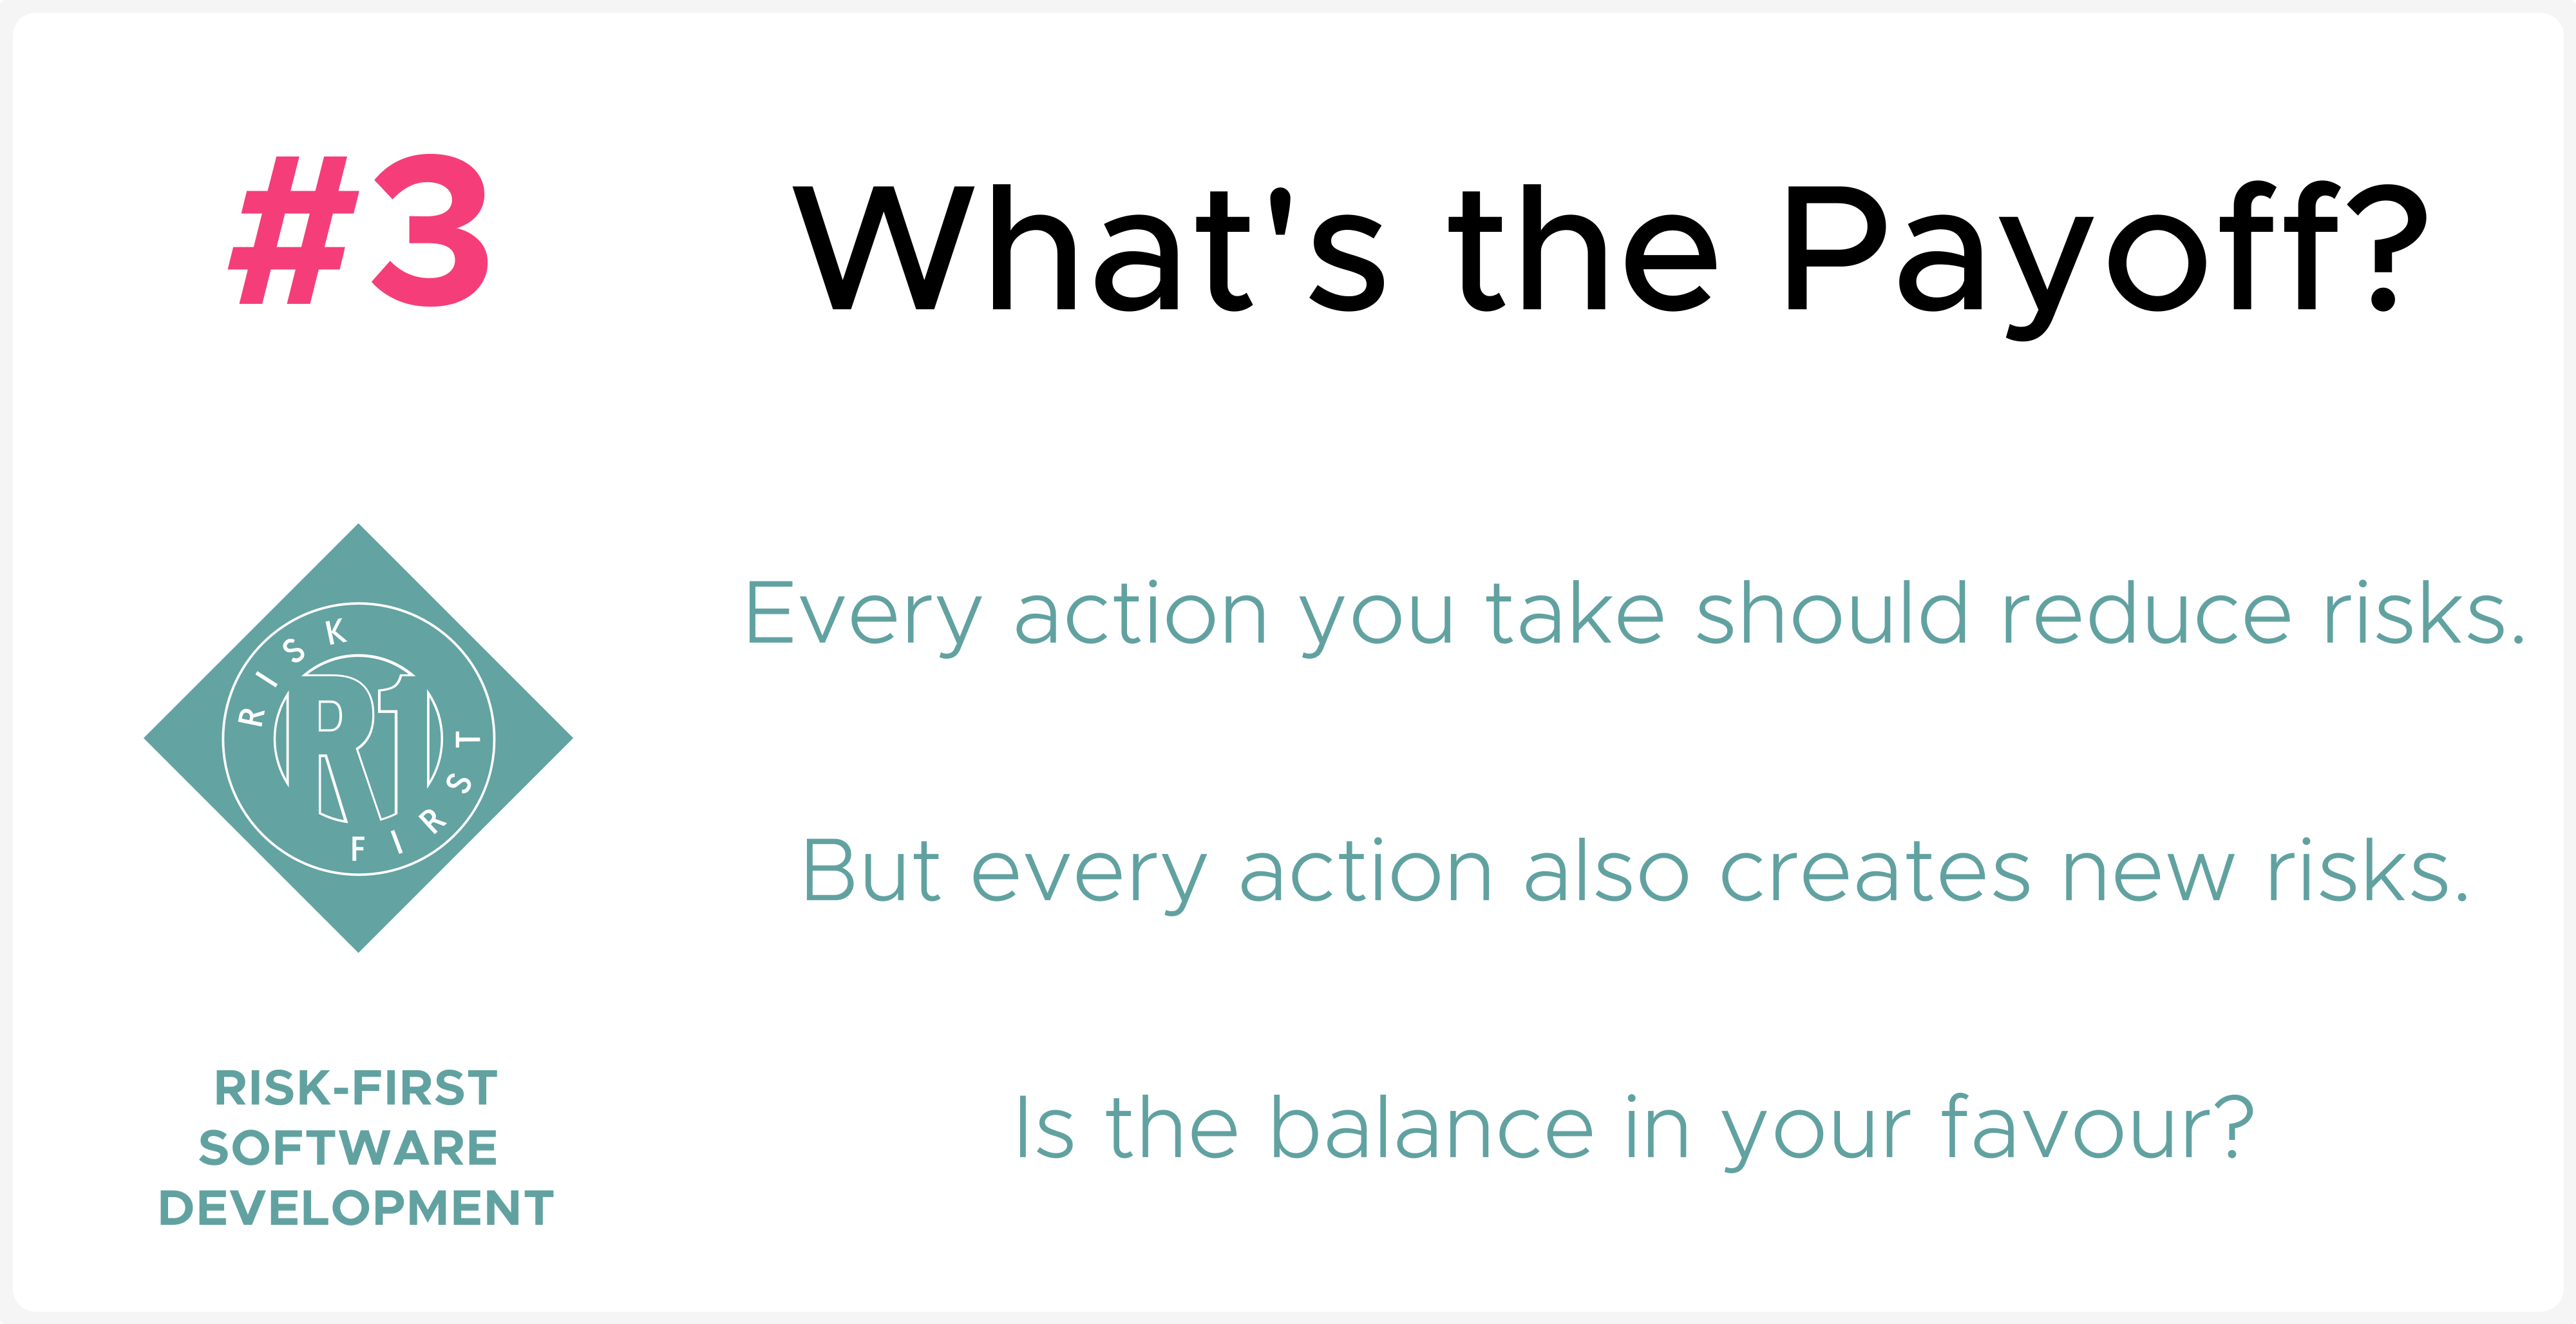 #3
What's the Payoff?
Every action you take should reduce risks.
But every action also creates new risks.
Is the balance in your favour?
RISK
R1
FIRST
RISK-FIRST
SOFTWARE
DEVELOPMENT